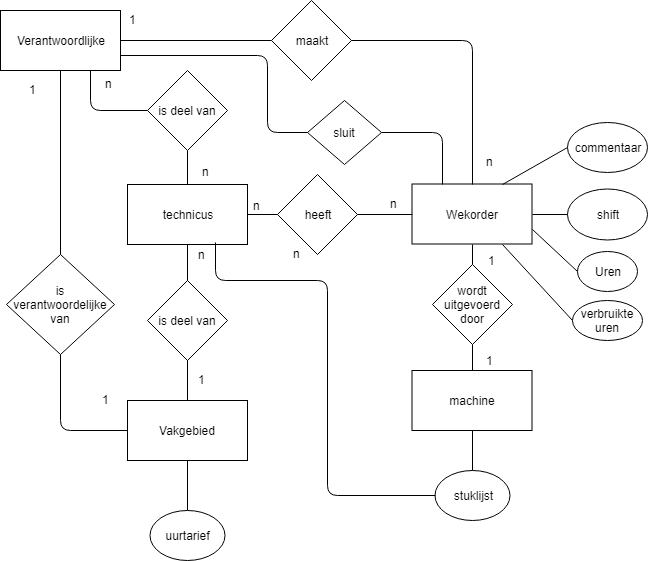 1
Verantwoordlijke
maakt
1
n
is deel van
sluit
commentaar
n
n
technicus
n
heeft
n
Wekorder
shift
n
n
1
Uren
is
verantwoordelijke
van
is deel van
wordt
uitgevoerd
door
verbruikte
uren
1
1
1
Vakgebied
machine
stuklijst
uurtarief